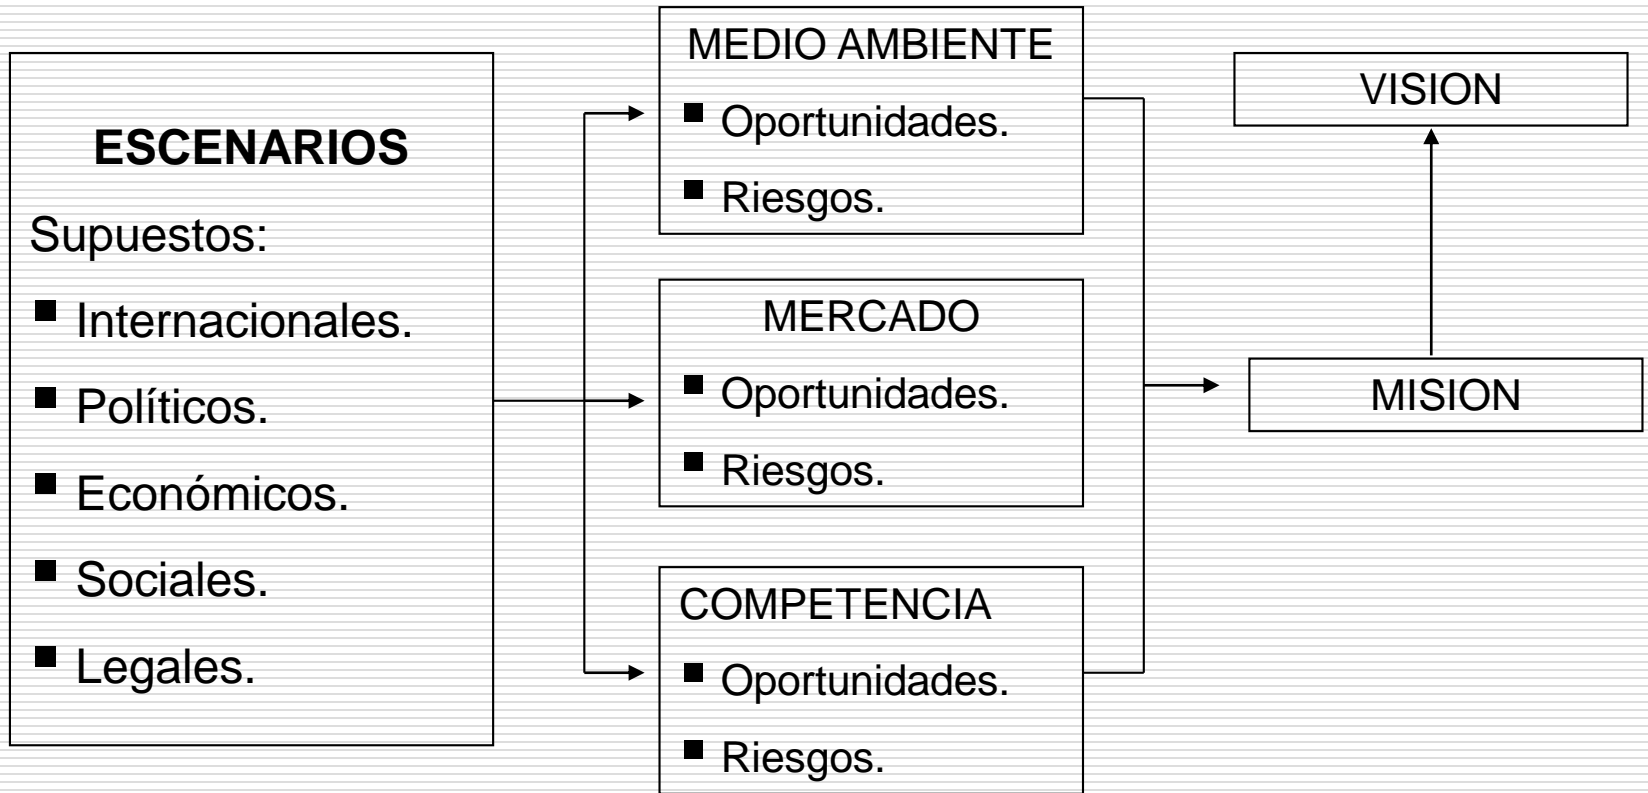 ESCENARIOS
Supuestos:
Internacionales.
Políticos.
Económicos.
Sociales.
Legales.
MEDIO AMBIENTE
Oportunidades.
Riesgos.
MERCADO
Oportunidades.
Riesgos.
COMPETENCIA
Oportunidades.
Riesgos.
VISION
MISION